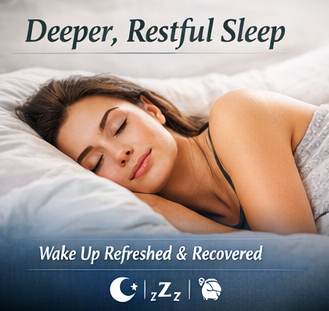 Deeper, Restful Sleep
Wake Up Refreshed & Recovered
zZz